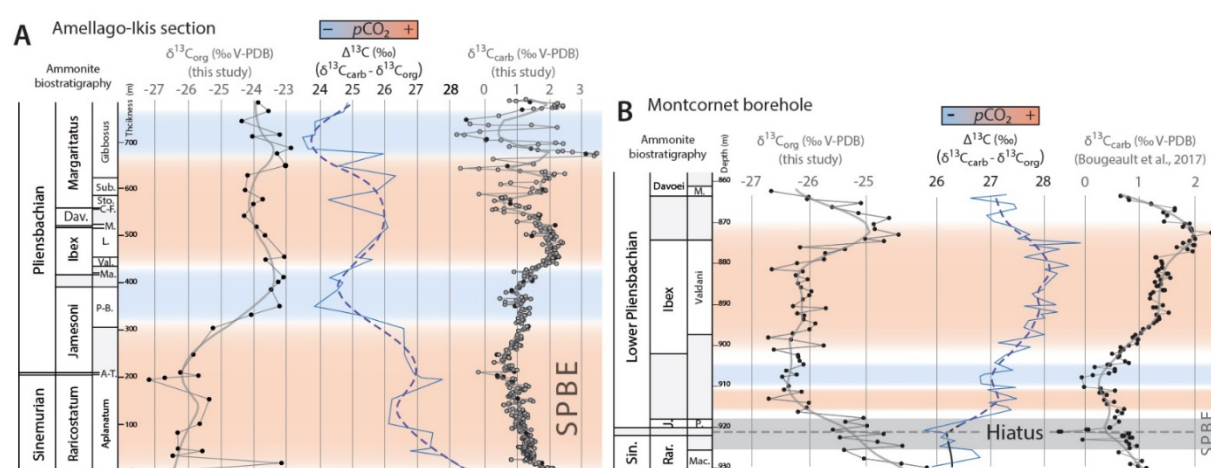 A Amellago-Ikis section
− pCO₂ +
δ¹³Corg (‰ V-PDB)
(this study)
Δ¹³C (‰)
(δ¹³Ccarb - δ¹³Corg)
δ¹³Ccarb (‰ V-PDB)
(this study)
Ammonite
biostratigraphy
-27 -26 -25 -24 -23
24 25 26 27 28
0 1 2 3
Thcikness (m)
Pliensbachian
Sinemurian
Margaritatus
Dav.
Ibex
Jamesoni
Raricostatum
Gibbosus
Sub.
Sto.
C-F.
M.
L.
Val.
Ma.
P-B.
A-T.
Aplanatum
700
600
500
400
300
200
100
SPBE
B Montcornet borehole
− pCO₂ +
Ammonite
biostratigraphy
δ¹³Corg (‰ V-PDB)
(this study)
Δ¹³C (‰)
(δ¹³Ccarb - δ¹³Corg)
δ¹³Ccarb (‰ V-PDB)
(Bougeault et al., 2017)
Depth (m)
-27 -26 -25
26 27 28
0 1 2
Lower Pliensbachian
Sin.
Davoei
Ibex
J.
Rar.
M.
Valdani
P.
Mac.
860
870
880
890
900
910
920
930
Hiatus
SPBE